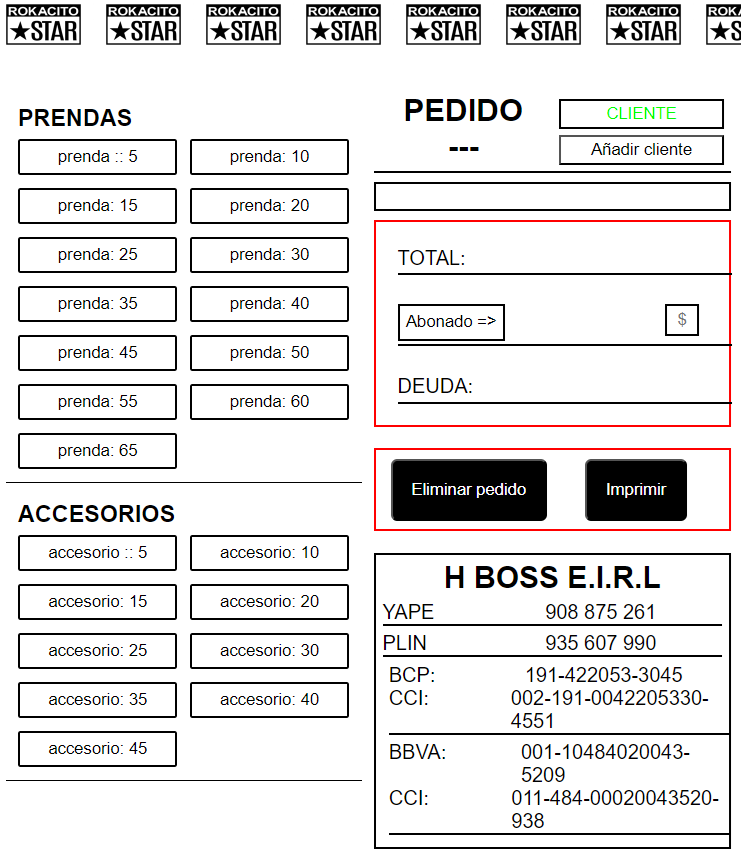 ROKACITO ROKACITO ROKACITO ROKACITO ROKACITO ROKACITO ROKACITO ROKA
★STAR ★STAR ★STAR ★STAR ★STAR ★STAR ★STAR ★S
PRENDAS
prenda :: 5 prenda: 10
prenda: 15 prenda: 20
prenda: 25 prenda: 30
prenda: 35 prenda: 40
prenda: 45 prenda: 50
prenda: 55 prenda: 60
prenda: 65
ACCESORIOS
accesorio :: 5 accesorio: 10
accesorio: 15 accesorio: 20
accesorio: 25 accesorio: 30
accesorio: 35 accesorio: 40
accesorio: 45
PEDIDO
---
CLIENTE
Añadir cliente
TOTAL:
Abonado => $
DEUDA:
Eliminar pedido Imprimir
H BOSS E.I.R.L
YAPE 908 875 261
PLIN 935 607 990
BCP: 191-422053-3045
CCI: 002-191-0042205330-
4551
BBVA: 001-10484020043-
5209
CCI: 011-484-00020043520-
938